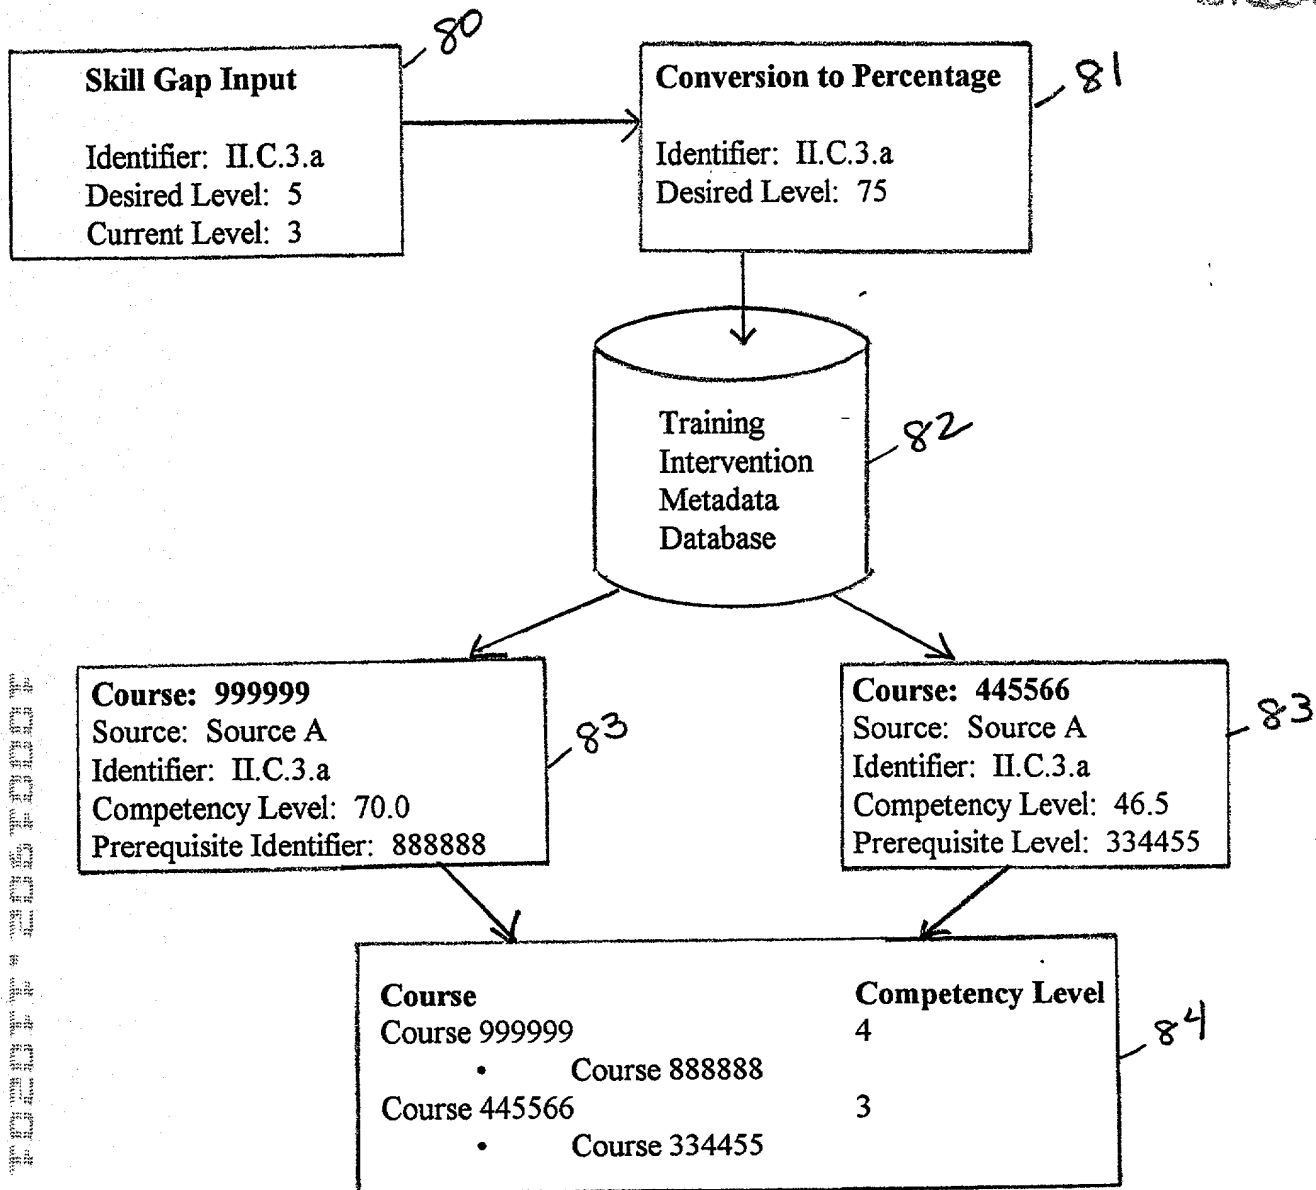 80
Skill Gap Input
Identifier: II.C.3.a
Desired Level: 5
Current Level: 3
81
Conversion to Percentage
Identifier: II.C.3.a
Desired Level: 75
82
Training
Intervention
Metadata
Database
83
Course: 999999
Source: Source A
Identifier: II.C.3.a
Competency Level: 70.0
Prerequisite Identifier: 888888
83
Course: 445566
Source: Source A
Identifier: II.C.3.a
Competency Level: 46.5
Prerequisite Level: 334455
84
Course Competency Level
Course 999999 4
• Course 888888
Course 445566 3
• Course 334455